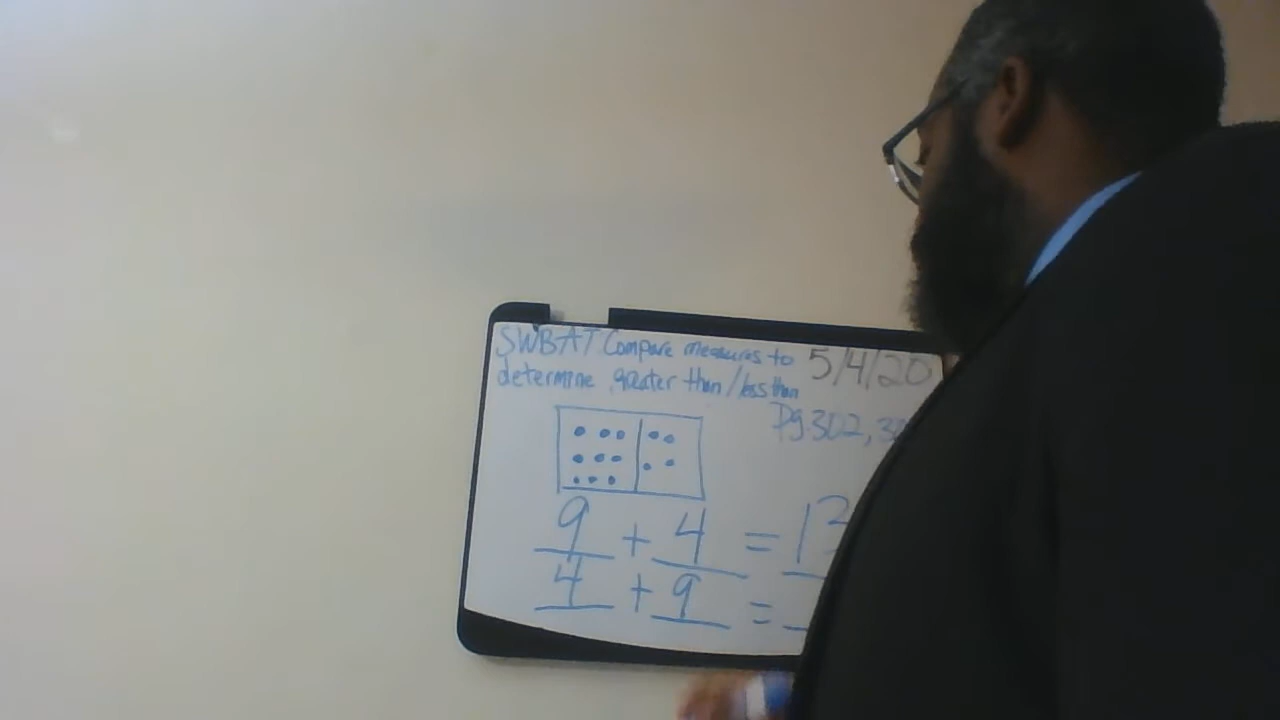 SWBAT Compare measures to
determine greater than/less than
5/4/20
Pg 302,
9 + 4 = 13
4 + 9 =